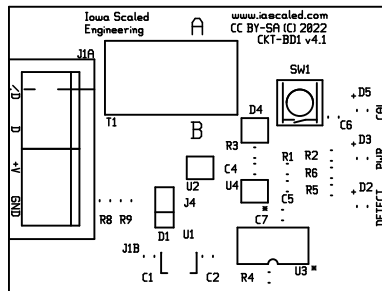 Iowa Scaled
Engineering
www.iascaled.com
CC BY-SA (C) 2022
CKT-BD1 v4.1
A
J1A
SW1
/D
D
+V
GND
T1
B
D4
D5
CAL
C6
R3
D3
PWR
C4
R1
R2
R6
R5
U2
U4
D2
DETECT
J4
C7
C5
R8
R9
D1
U1
J1B
C1
C2
R4
U3